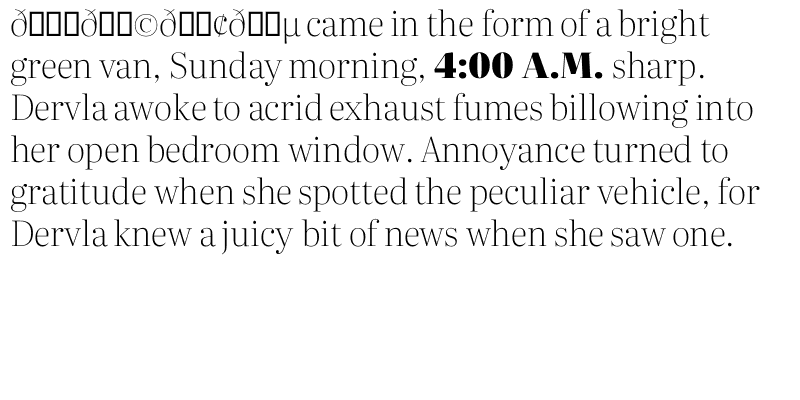 came in the form of a bright
green van, Sunday morning, 4:00 A.M. sharp.
Dervla awoke to acrid exhaust fumes billowing into
her open bedroom window. Annoyance turned to
gratitude when she spotted the peculiar vehicle, for
Dervla knew a juicy bit of news when she saw one.